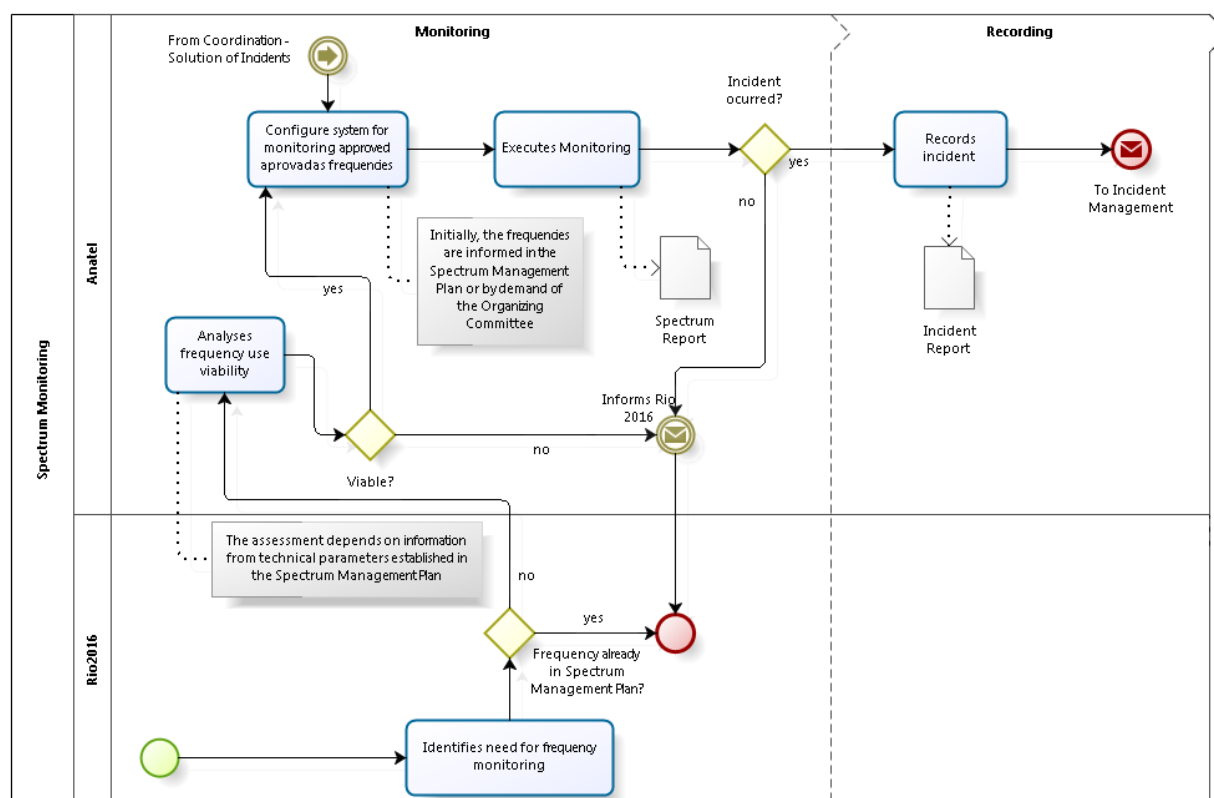 Monitoring
Recording
Spectrum Monitoring
Anatel
Rio2016
From Coordination -
Solution of Incidents
Configure system for
monitoring approved
aprovadas frequencies
Executes Monitoring
Incident
ocurred?
yes
no
Records
incident
To Incident
Management
Initially, the frequencies
are informed in the
Spectrum Management
Plan or by demand of
the Organizing
Committee
Spectrum
Report
Incident
Report
yes
Analyses
frequency use
viability
Viable?
no
Informs Rio
2016
The assessment depends on information
from technical parameters established in
the Spectrum Management Plan
no
yes
Frequency already
in Spectrum
Management Plan?
Identifies need for frequency
monitoring